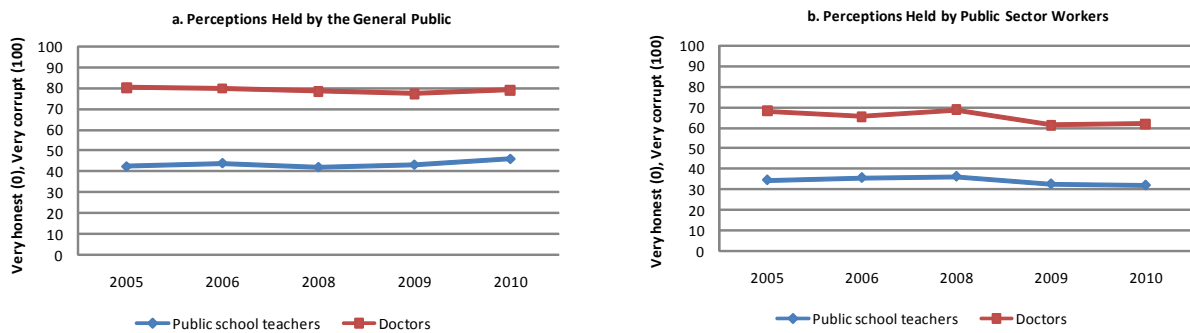 a. Perceptions Held by the General Public
Very honest (0), Very corrupt (100)
100
90
80
70
60
50
40
30
20
10
0
2005 2006 2008 2009 2010
Public school teachers Doctors
b. Perceptions Held by Public Sector Workers
Very honest (0), Very corrupt (100)
100
90
80
70
60
50
40
30
20
10
0
2005 2006 2008 2009 2010
Public school teachers Doctors